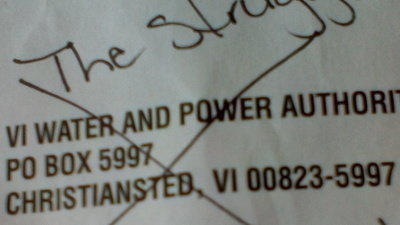 The
VI WATER AND POWER AUTHORIT
PO BOX 5997
CHRISTIANSTED, VI 00823-5997